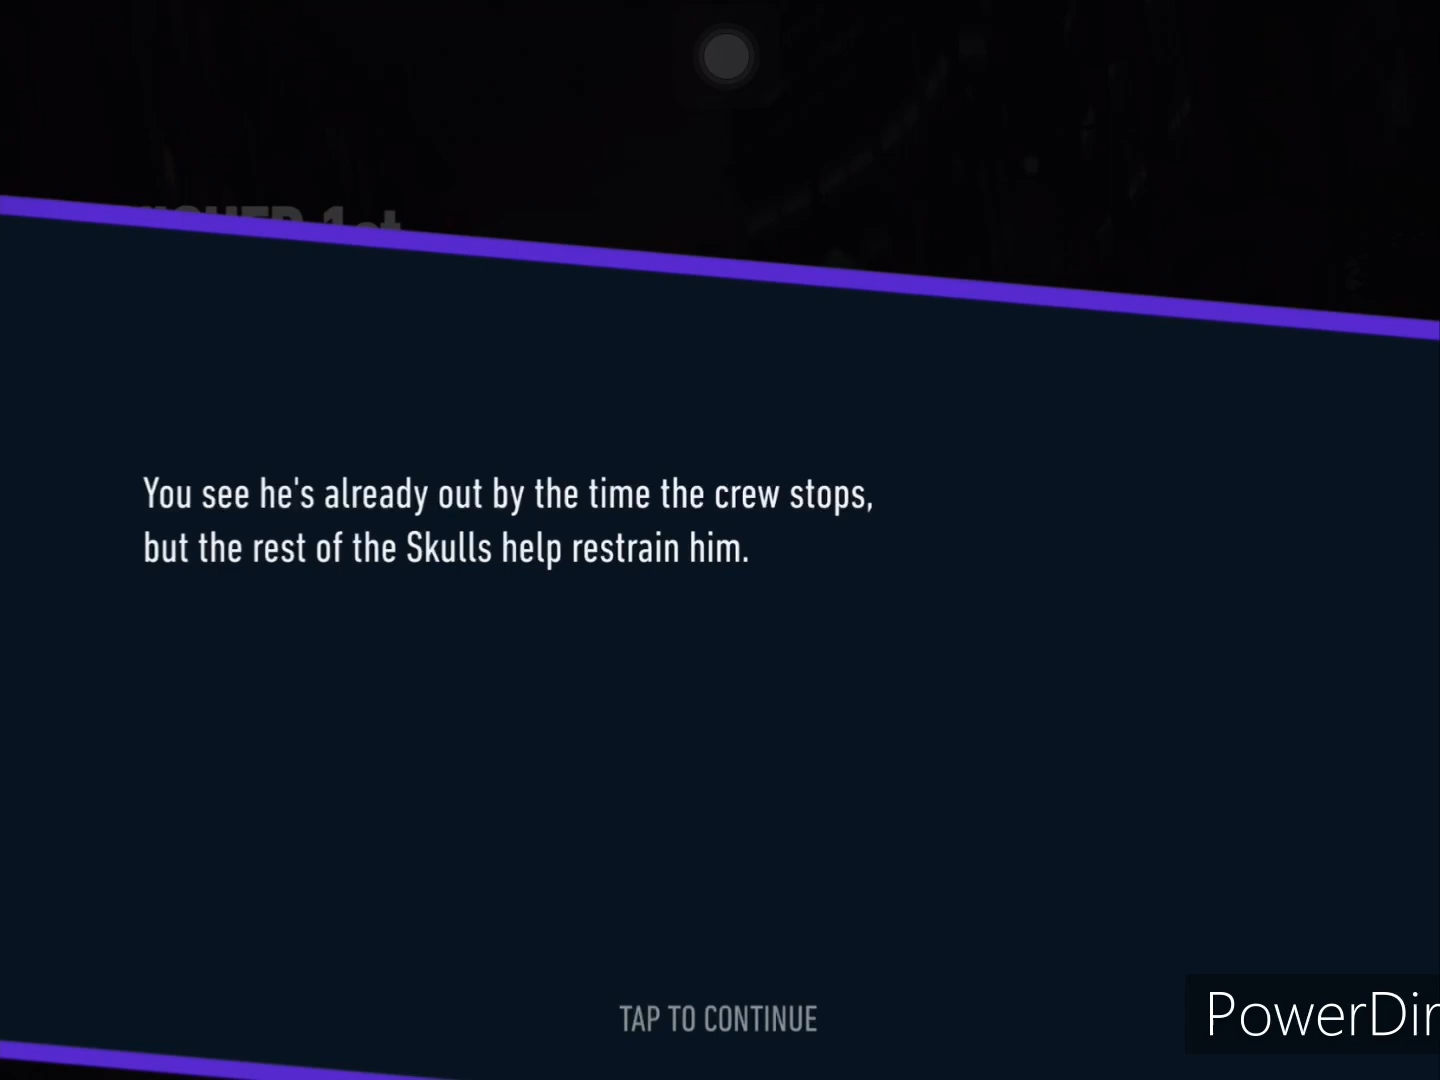 1st
You see he's already out by the time the crew stops,
but the rest of the Skulls help restrain him.
TAP TO CONTINUE
PowerDir